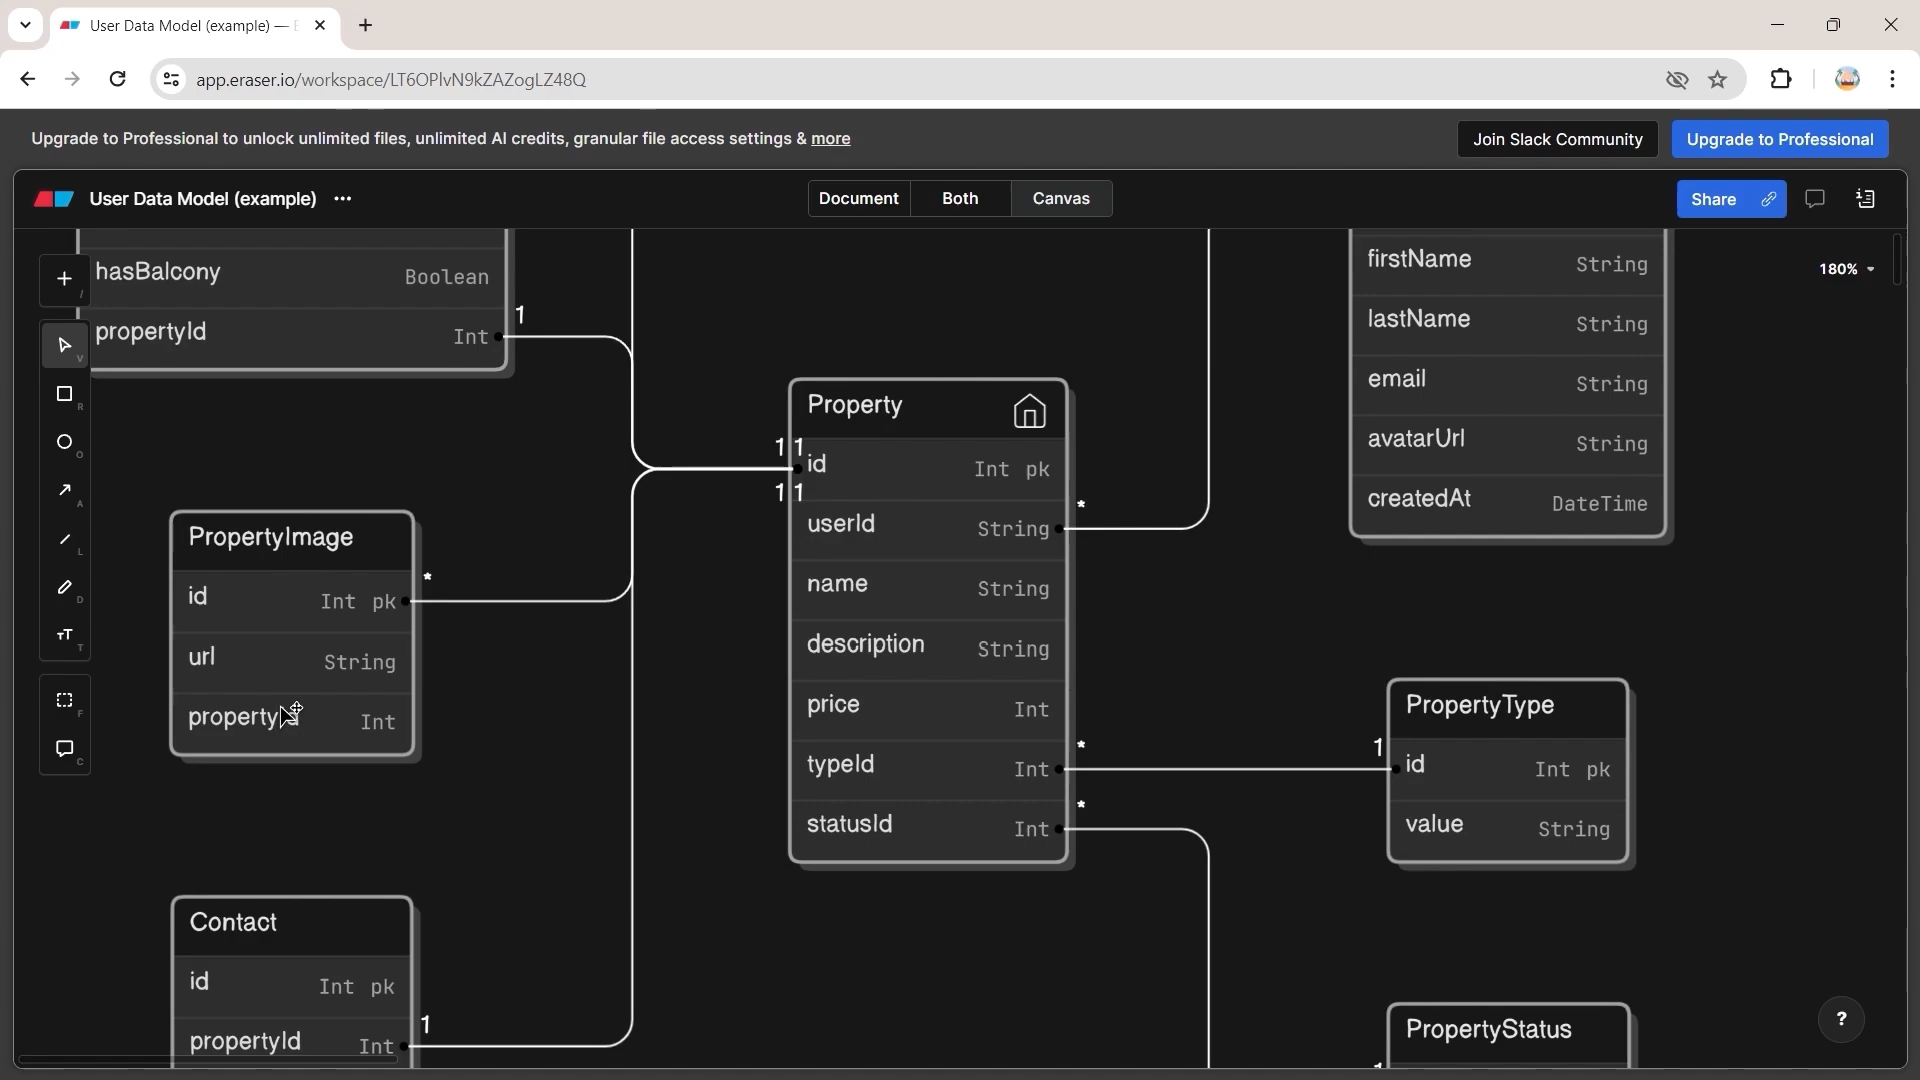 User Data Model (example) — E
app.eraser.io/workspace/LT6OPlvN9kZAZogLZ48Q
Upgrade to Professional to unlock unlimited files, unlimited AI credits, granular file access settings & more
Join Slack Community
Upgrade to Professional
User Data Model (example)
Document
Both
Canvas
Share
180%
/
V
R
O
A
L
D
T
F
C
hasBalcony Boolean
propertyId Int
1
PropertyImage
id Int pk
*
url String
propertyId Int
Contact
id Int pk
propertyId Int
1
Property
1 1
id Int pk
1 1
userId String
*
name String
description String
price Int
typeId Int
*
statusId Int
*
firstName String
lastName String
email String
avatarUrl String
createdAt DateTime
PropertyType
1
id Int pk
value String
PropertyStatus
1
?